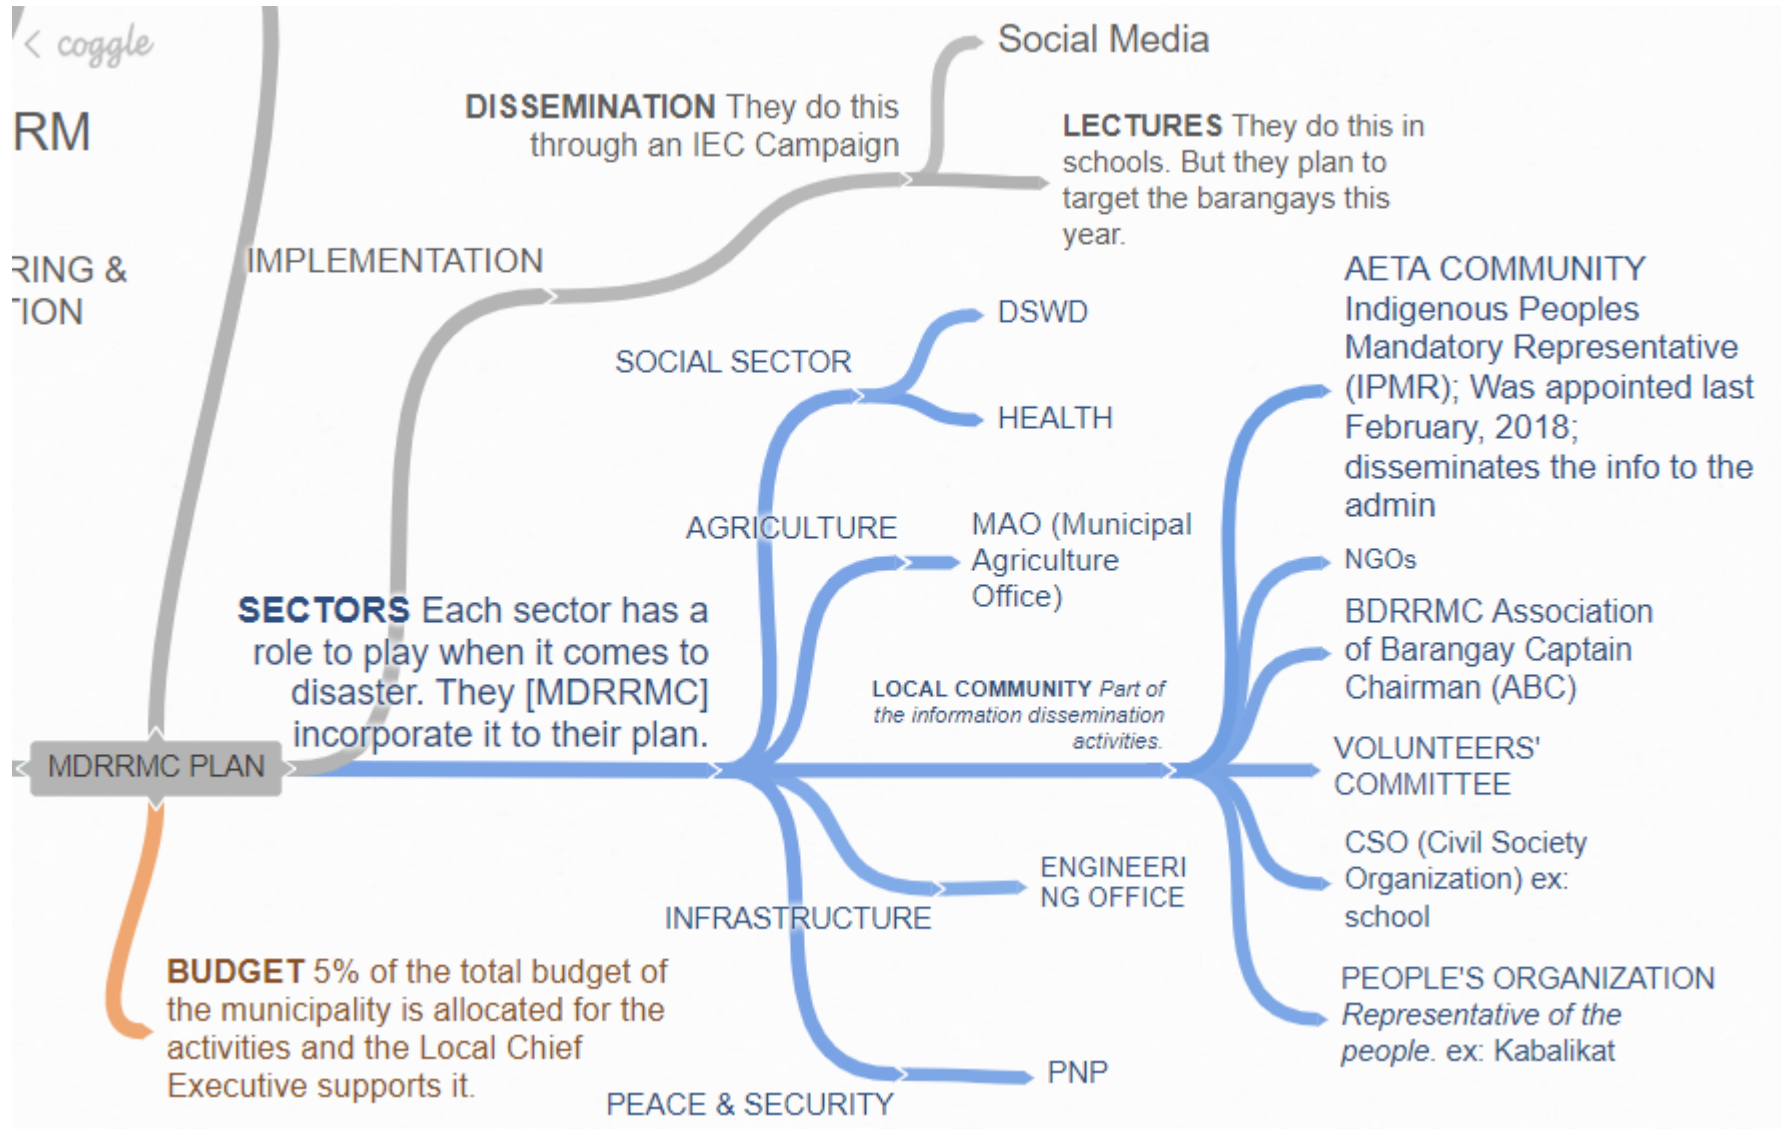 coggle
RM
RING &
TION
Social Media
DISSEMINATION They do this
through an IEC Campaign
LECTURES They do this in
schools. But they plan to
target the barangays this
year.
IMPLEMENTATION
SOCIAL SECTOR
DSWD
HEALTH
AGRICULTURE
MAO (Municipal
Agriculture
Office)
SECTORS Each sector has a
role to play when it comes to
disaster. They [MDRRMC]
incorporate it to their plan.
LOCAL COMMUNITY Part of
the information dissemination
activities.
AETA COMMUNITY
Indigenous Peoples
Mandatory Representative
(IPMR); Was appointed last
February, 2018;
disseminates the info to the
admin
NGOs
BDRRMC Association
of Barangay Captain
Chairman (ABC)
VOLUNTEERS'
COMMITTEE
CSO (Civil Society
Organization) ex:
school
PEOPLE'S ORGANIZATION
Representative of the
people. ex: Kabalikat
MDRRMC PLAN
ENGINEERI
NG OFFICE
INFRASTRUCTURE
PNP
PEACE & SECURITY
BUDGET 5% of the total budget of
the municipality is allocated for the
activities and the Local Chief
Executive supports it.